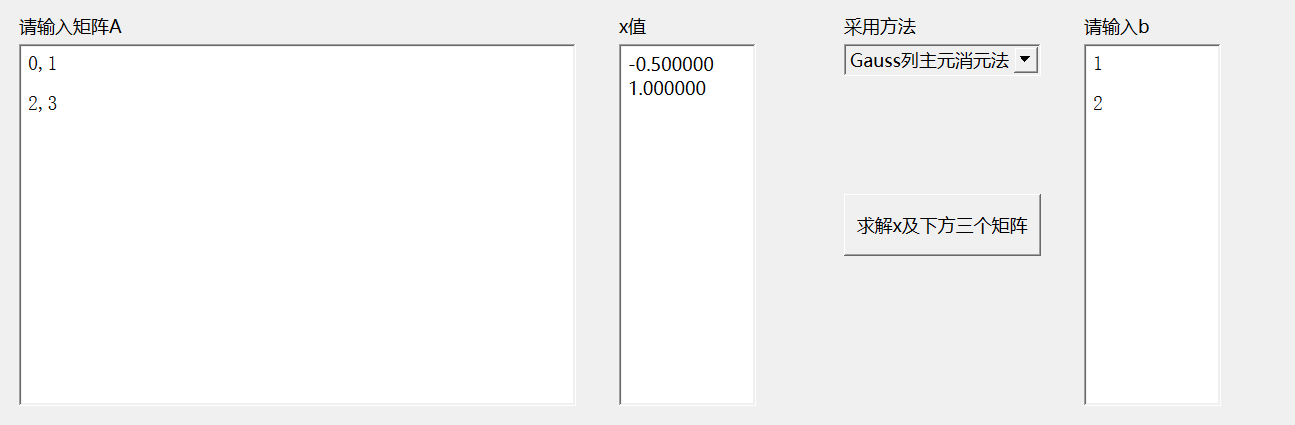 请输入矩阵A
0,1
2,3
x值
-0.500000
1.000000
采用方法
Gauss列主元消元法
求解x及下方三个矩阵
请输入b
1
2